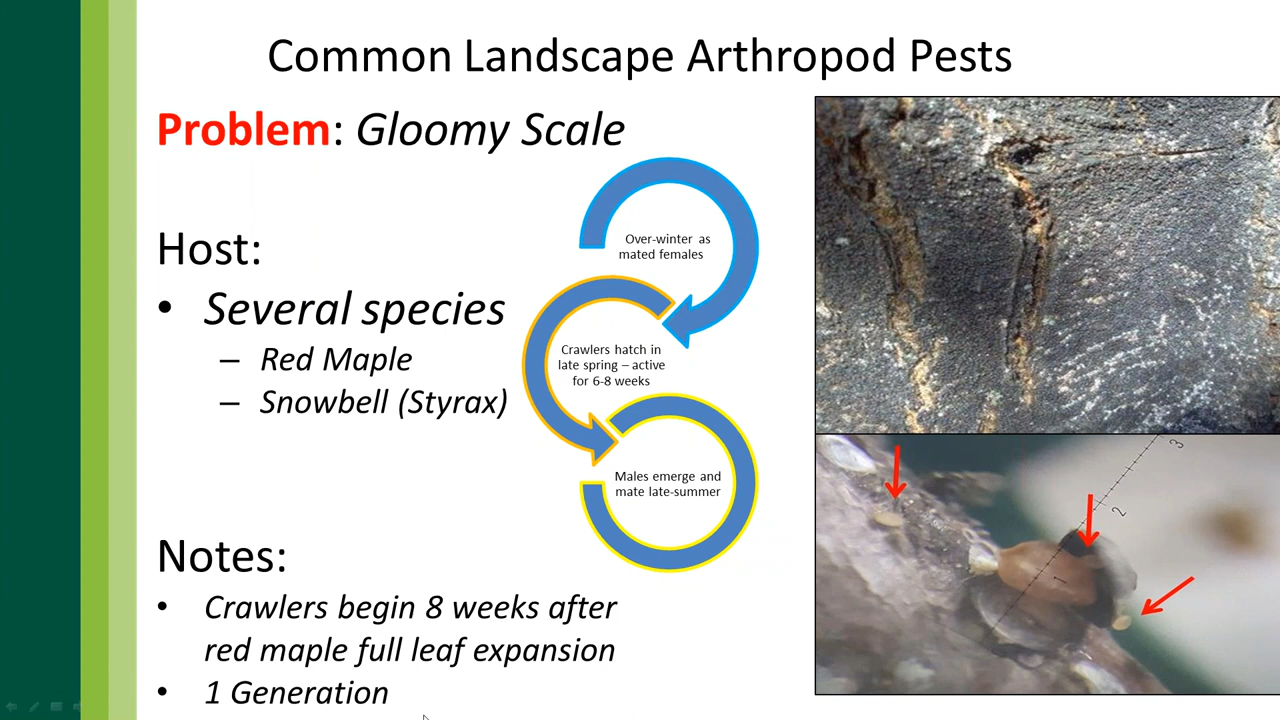 Common Landscape Arthropod Pests
Problem: Gloomy Scale
Host:
• Several species
– Red Maple
– Snowbell (Styrax)
Over-winter as
mated females
Crawlers hatch in
late spring – active
for 6-8 weeks
Males emerge and
mate late-summer
Notes:
• Crawlers begin 8 weeks after
red maple full leaf expansion
• 1 Generation
3
2
1